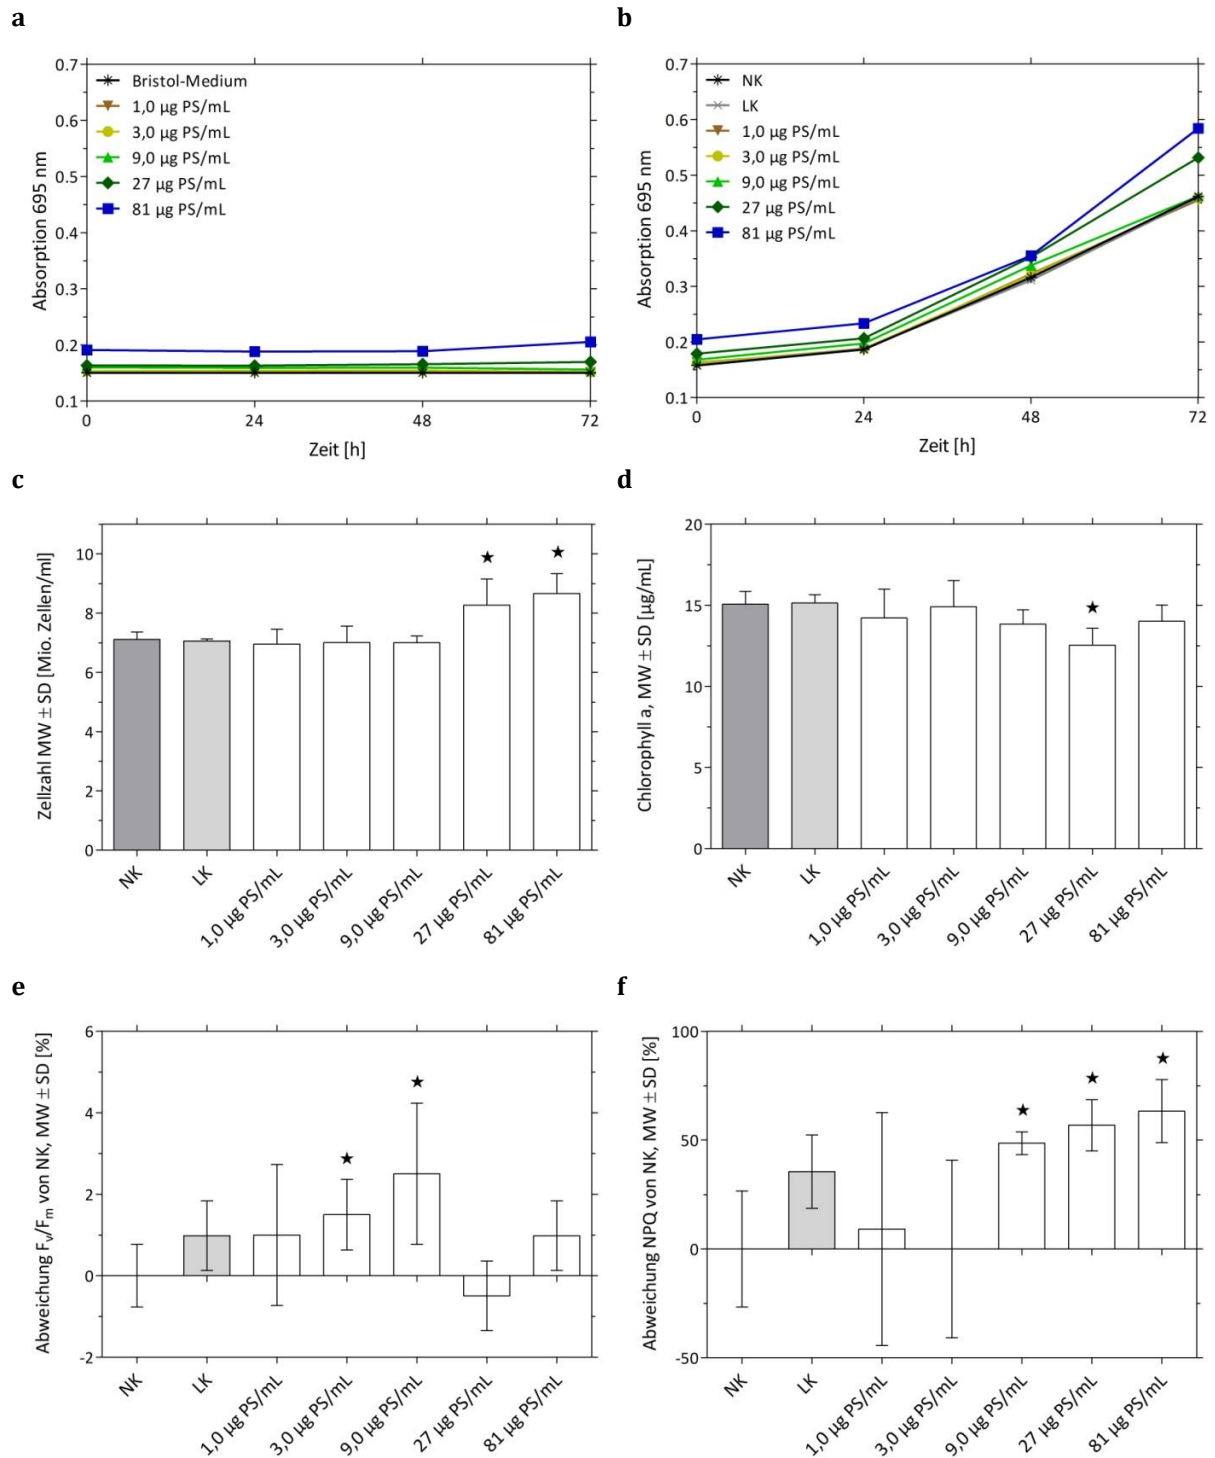 a
0.7
0.6
0.5
0.4
0.3
0.2
0.1
Absorption 695 nm
Bristol-Medium
1,0 µg PS/mL
3,0 µg PS/mL
9,0 µg PS/mL
27 µg PS/mL
81 µg PS/mL
0
24
48
72
Zeit [h]
b
0.7
0.6
0.5
0.4
0.3
0.2
0.1
Absorption 695 nm
NK
LK
1,0 µg PS/mL
3,0 µg PS/mL
9,0 µg PS/mL
27 µg PS/mL
81 µg PS/mL
0
24
48
72
Zeit [h]
c
Zellzahl MW ± SD [Mio. Zellen/ml]
10
8
6
4
2
0
NK
LK
1,0 µg PS/mL
3,0 µg PS/mL
9,0 µg PS/mL
27 µg PS/mL
81 µg PS/mL
d
Chlorophyll a, MW ± SD [µg/mL]
20
15
10
5
0
NK
LK
1,0 µg PS/mL
3,0 µg PS/mL
9,0 µg PS/mL
27 µg PS/mL
81 µg PS/mL
e
Abweichung Fv/Fm von NK, MW ± SD [%]
6
4
2
0
-2
NK
LK
1,0 µg PS/mL
3,0 µg PS/mL
9,0 µg PS/mL
27 µg PS/mL
81 µg PS/mL
f
Abweichung NPQ von NK, MW ± SD [%]
100
50
0
-50
NK
LK
1,0 µg PS/mL
3,0 µg PS/mL
9,0 µg PS/mL
27 µg PS/mL
81 µg PS/mL